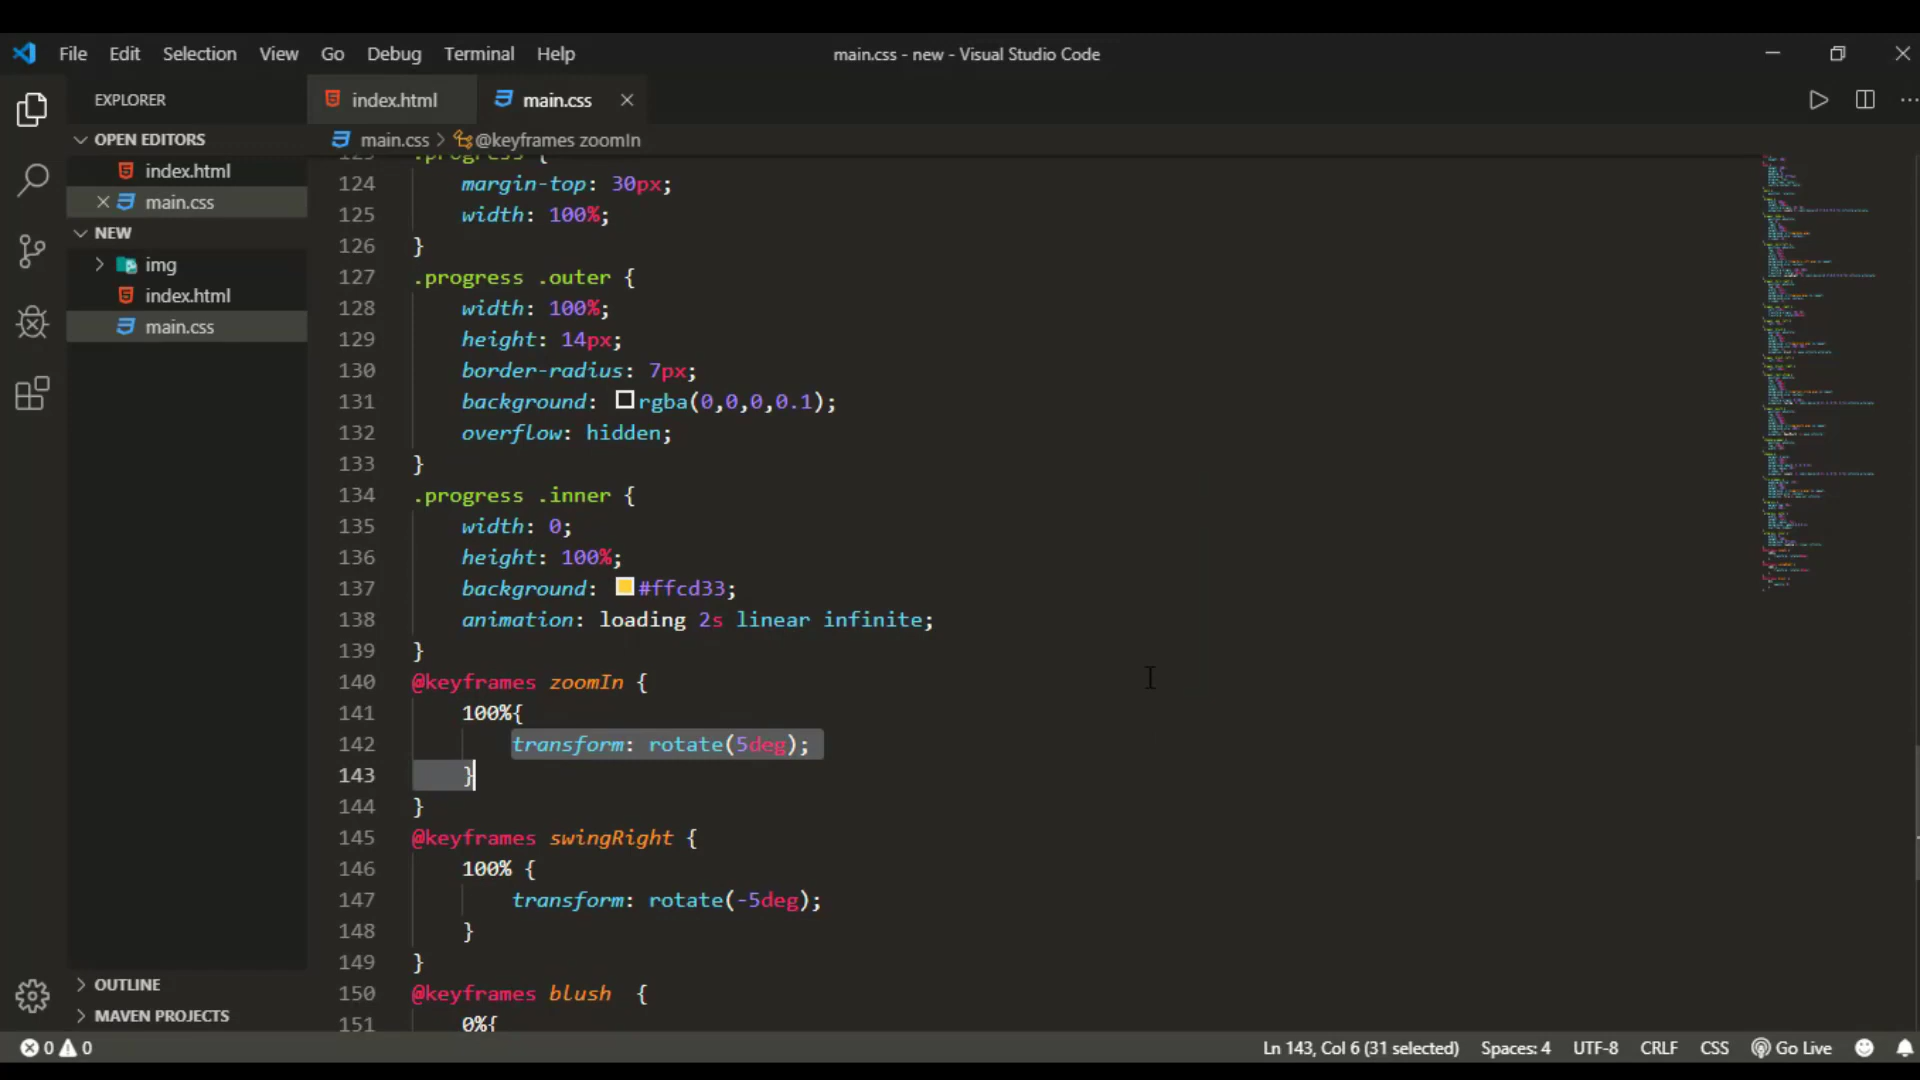 File Edit Selection View Go Debug Terminal Help
main.css - new - Visual Studio Code
EXPLORER
index.html
main.css
main.css > @keyframes zoomIn
OPEN EDITORS
index.html
main.css
NEW
img
index.html
main.css
OUTLINE
MAVEN PROJECTS
123 .progress {
124 margin-top: 30px;
125 width: 100%;
126 }
127 .progress .outer {
128 width: 100%;
129 height: 14px;
130 border-radius: 7px;
131 background: rgba(0,0,0,0.1);
132 overflow: hidden;
133 }
134 .progress .inner {
135 width: 0;
136 height: 100%;
137 background: #ffcd33;
138 animation: loading 2s linear infinite;
139 }
140 @keyframes zoomIn {
141 100%{
142 transform: rotate(5deg);
143 }
144 }
145 @keyframes swingRight {
146 100% {
147 transform: rotate(-5deg);
148 }
149 }
150 @keyframes blush {
151 0%{
0 0
Ln 143, Col 6 (31 selected) Spaces: 4 UTF-8 CRLF CSS Go Live